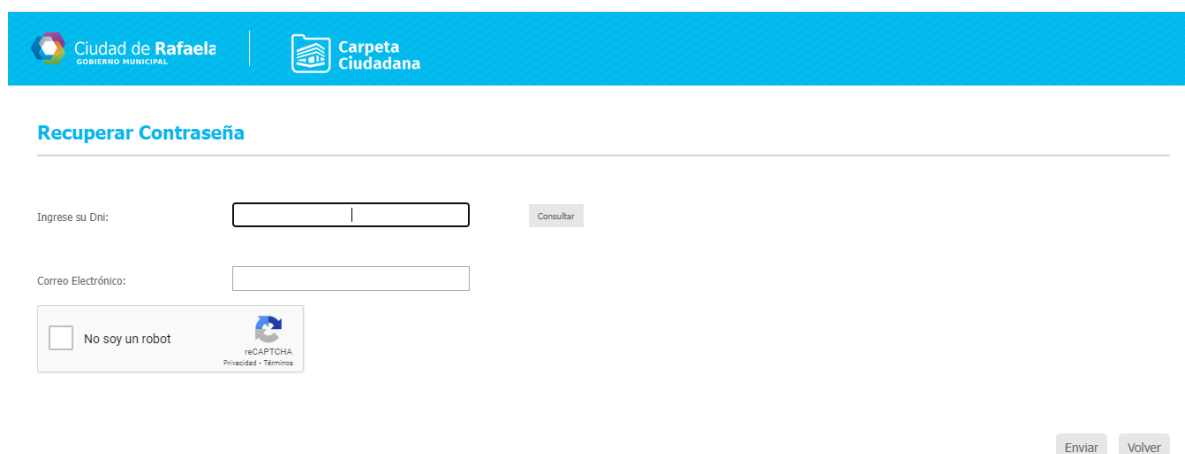 Ciudad de Rafaela
GOBIERNO MUNICIPAL
Carpeta
Ciudadana
Recuperar Contraseña
Ingrese su Dni:
Consultar
Correo Electrónico:
No soy un robot
reCAPTCHA
Privacidad - Términos
Enviar
Volver